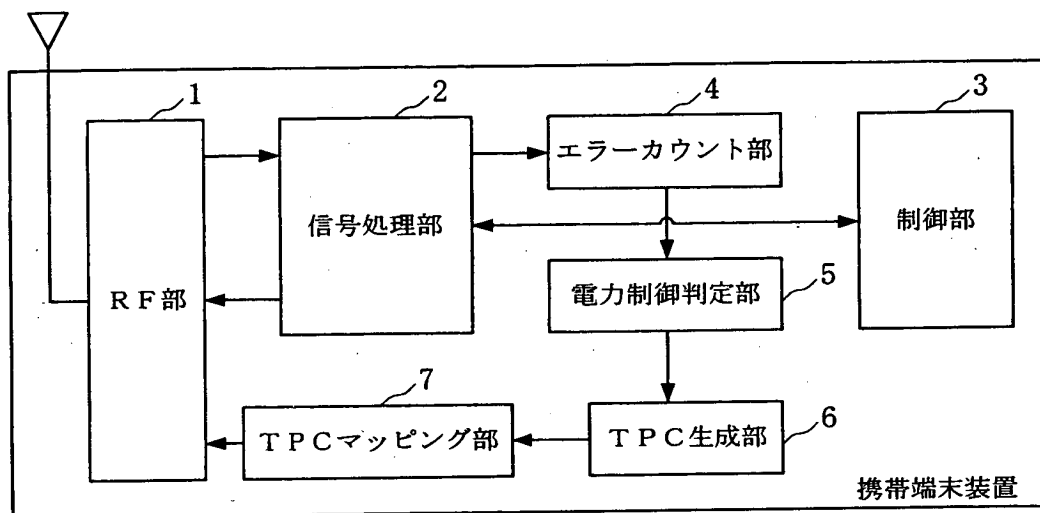 1
2
4
3
エラーカウント部
信号処理部
制御部
RF部
電力制御判定部
5
7
TPCマッピング部
TPC生成部
6
携帯端末装置